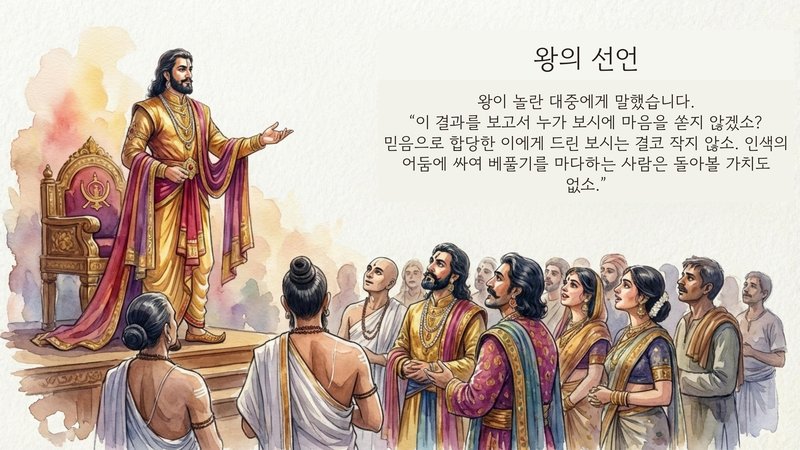 왕의 선언
왕이 놀란 대중에게 말했습니다.
“이 결과를 보고서 누가 보시에 마음을 쏟지 않겠소?
믿음으로 합당한 이에게 드린 보시는 결코 작지 않소. 인색의
어둠에 싸여 베풀기를 마다하는 사람은 돌아볼 가치도
없소.”